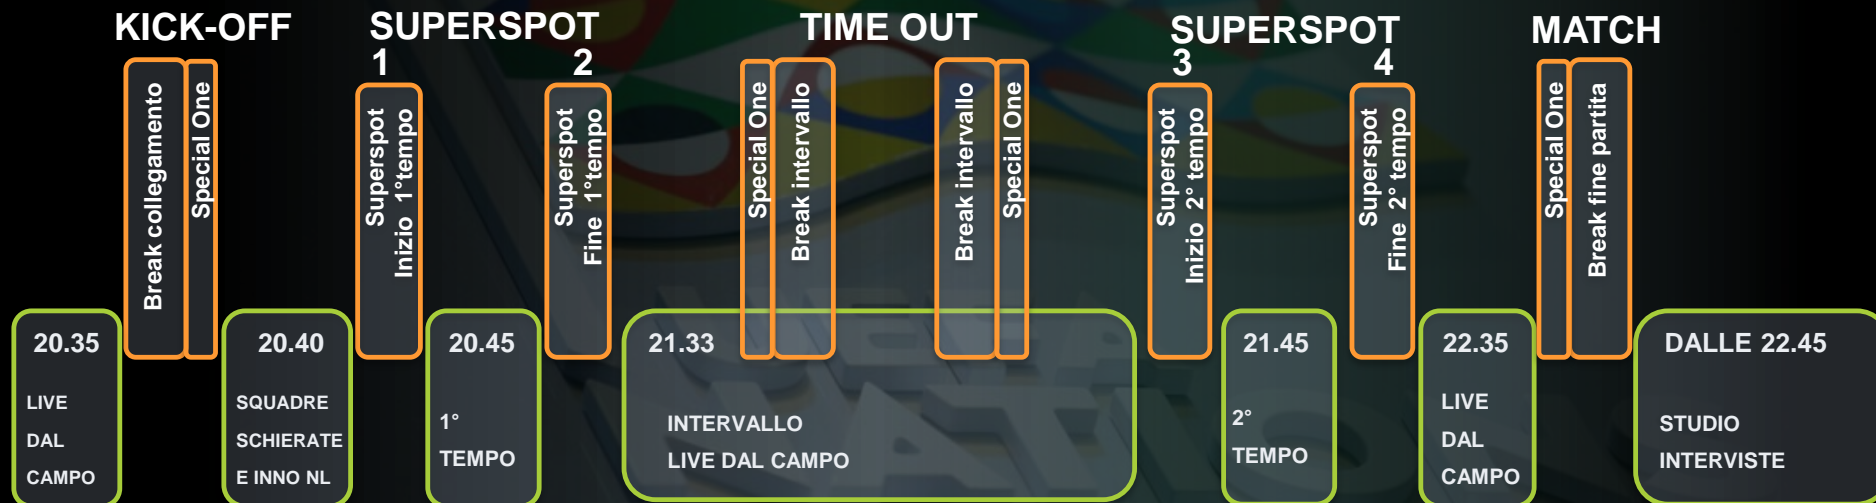 KICK-OFF
SUPERSPOT
1
2
TIME OUT
SUPERSPOT
3
4
MATCH
Break collegamento
Special One
Superspot
Inizio 1°tempo
Superspot
Fine 1°tempo
Special One
Break intervallo
Break intervallo
Special One
Superspot
Inizio 2° tempo
Superspot
Fine 2° tempo
Special One
Break fine partita
20.35
LIVE
DAL
CAMPO
20.40
SQUADRE
SCHIERATE
E INNO NL
20.45
1°
TEMPO
21.33
INTERVALLO
LIVE DAL CAMPO
21.45
2°
TEMPO
22.35
LIVE
DAL
CAMPO
DALLE 22.45
STUDIO
INTERVISTE
UEFA
NATIONS